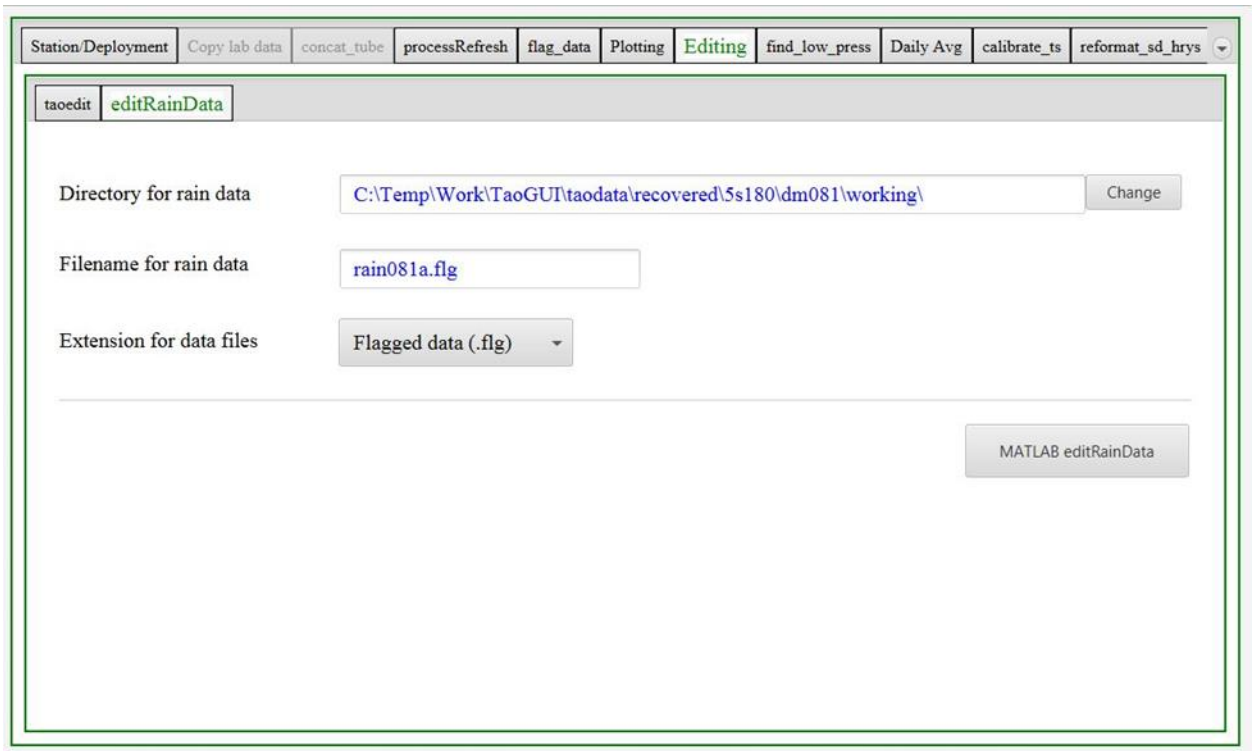 Station/Deployment Copy lab data concat_tube processRefresh flag_data Plotting Editing find_low_press Daily Avg calibrate_ts reformat_sd_hrys
taoedit editRainData
Directory for rain data C:\Temp\Work\TaoGUI\taodata\recovered\5s180\dm081\working\ Change
Filename for rain data rain081a.flg
Extension for data files Flagged data (.flg)
MATLAB editRainData